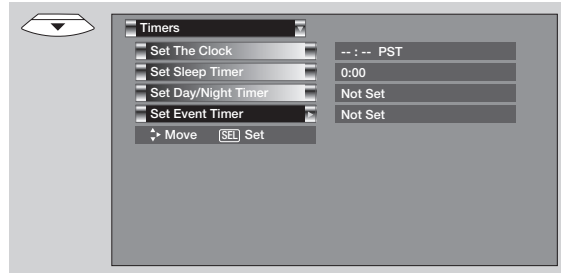 Timers
Set The Clock -- : -- PST
Set Sleep Timer 0:00
Set Day/Night Timer Not Set
Set Event Timer Not Set
Move SEL Set